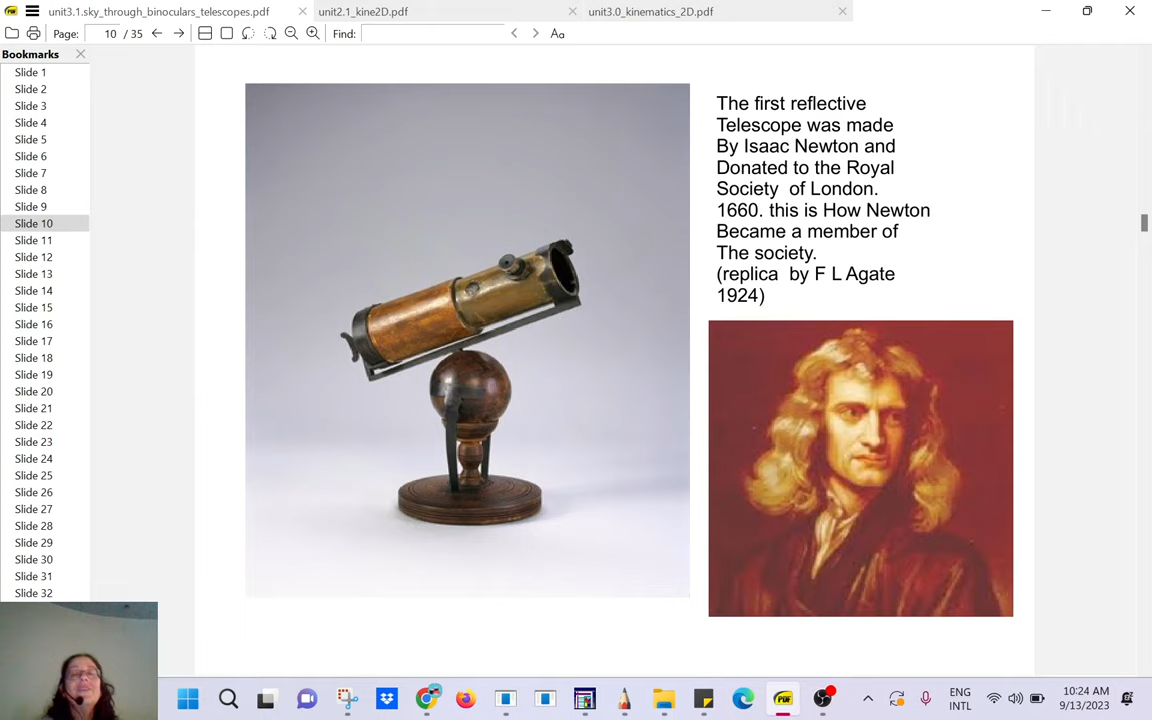 unit3.1.sky_through_binoculars_telescopes.pdf
unit2.1_kine2D.pdf
unit3.0_kinematics_2D.pdf
Page: 10 / 35
Find:
Aa
Bookmarks
Slide 1
Slide 2
Slide 3
Slide 4
Slide 5
Slide 6
Slide 7
Slide 8
Slide 9
Slide 10
Slide 11
Slide 12
Slide 13
Slide 14
Slide 15
Slide 16
Slide 17
Slide 18
Slide 19
Slide 20
Slide 21
Slide 22
Slide 23
Slide 24
Slide 25
Slide 26
Slide 27
Slide 28
Slide 29
Slide 30
Slide 31
Slide 32
The first reflective
Telescope was made
By Isaac Newton and
Donated to the Royal
Society of London.
1660. this is How Newton
Became a member of
The society.
(replica by F L Agate
1924)
ENG
INTL
10:24 AM
9/13/2023